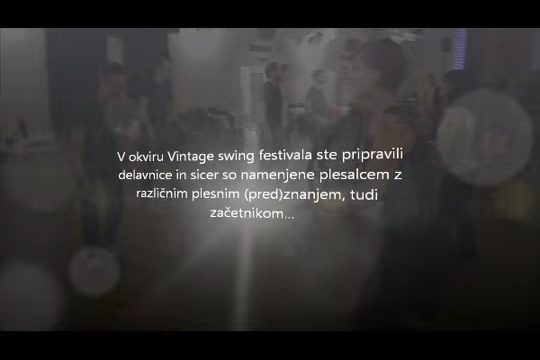 V okviru Vintage swing festivala ste pripravili
delavnice in sicer so namenjene plesalcem z
različnim plesnim (pred)znanjem, tudi
začetnikom...